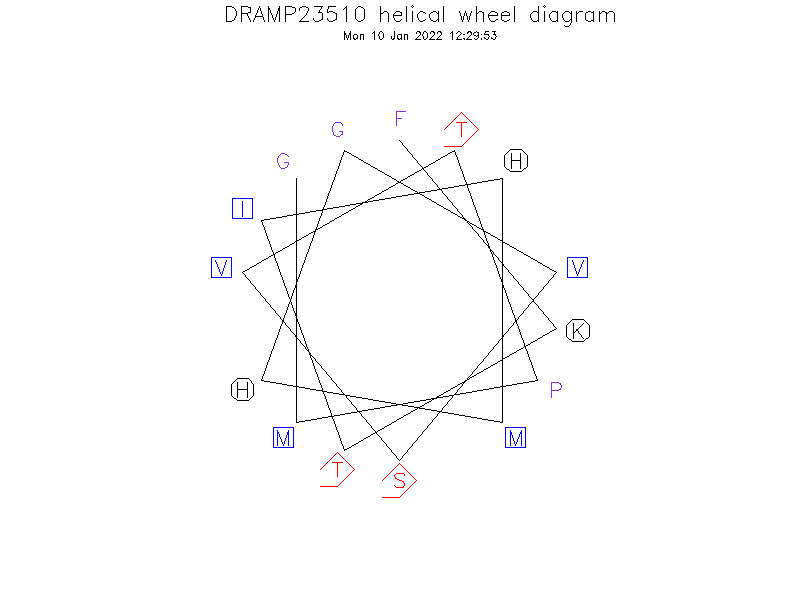 DRAMP23510 helical wheel diagram
Mon 10 Jan 2022 12:29:53
F
T
G
H
G
I
V
V
K
H
P
M
M
T
S